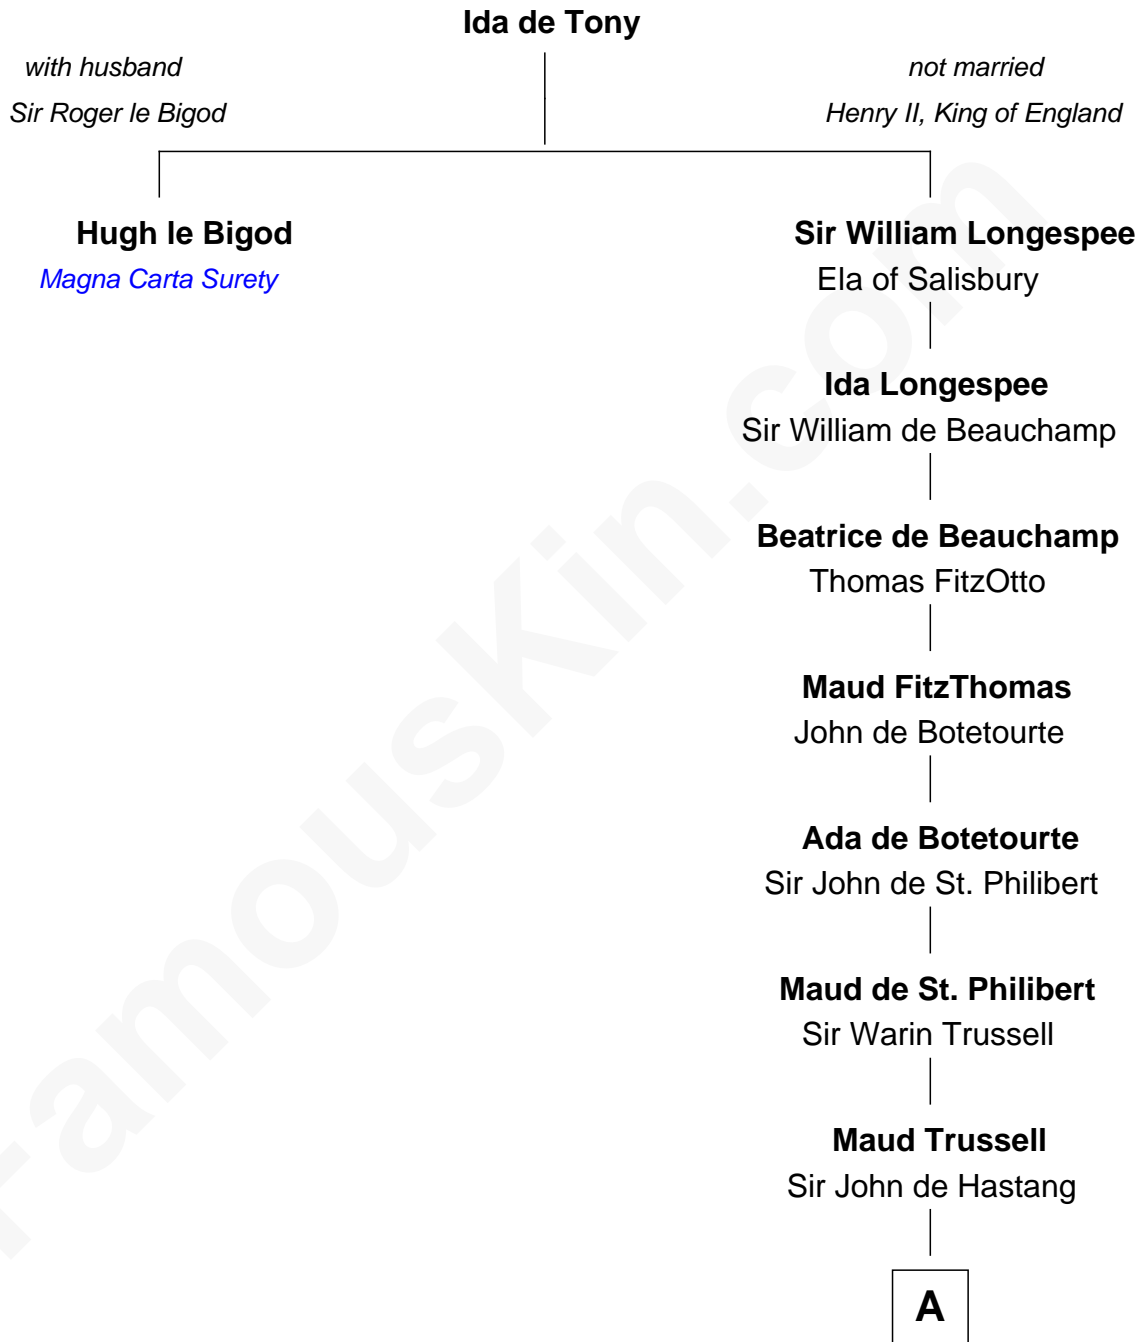 Ida de Tony
with husband
Sir Roger le Bigod
not married
Henry II, King of England
Hugh le Bigod
Magna Carta Surety
Sir William Longespee
Ela of Salisbury
Ida Longespee
Sir William de Beauchamp
Beatrice de Beauchamp
Thomas FitzOtto
Maud FitzThomas
John de Botetourte
Ada de Botetourte
Sir John de St. Philibert
Maud de St. Philibert
Sir Warin Trussell
Maud Trussell
Sir John de Hastang
A
FamousKin.com